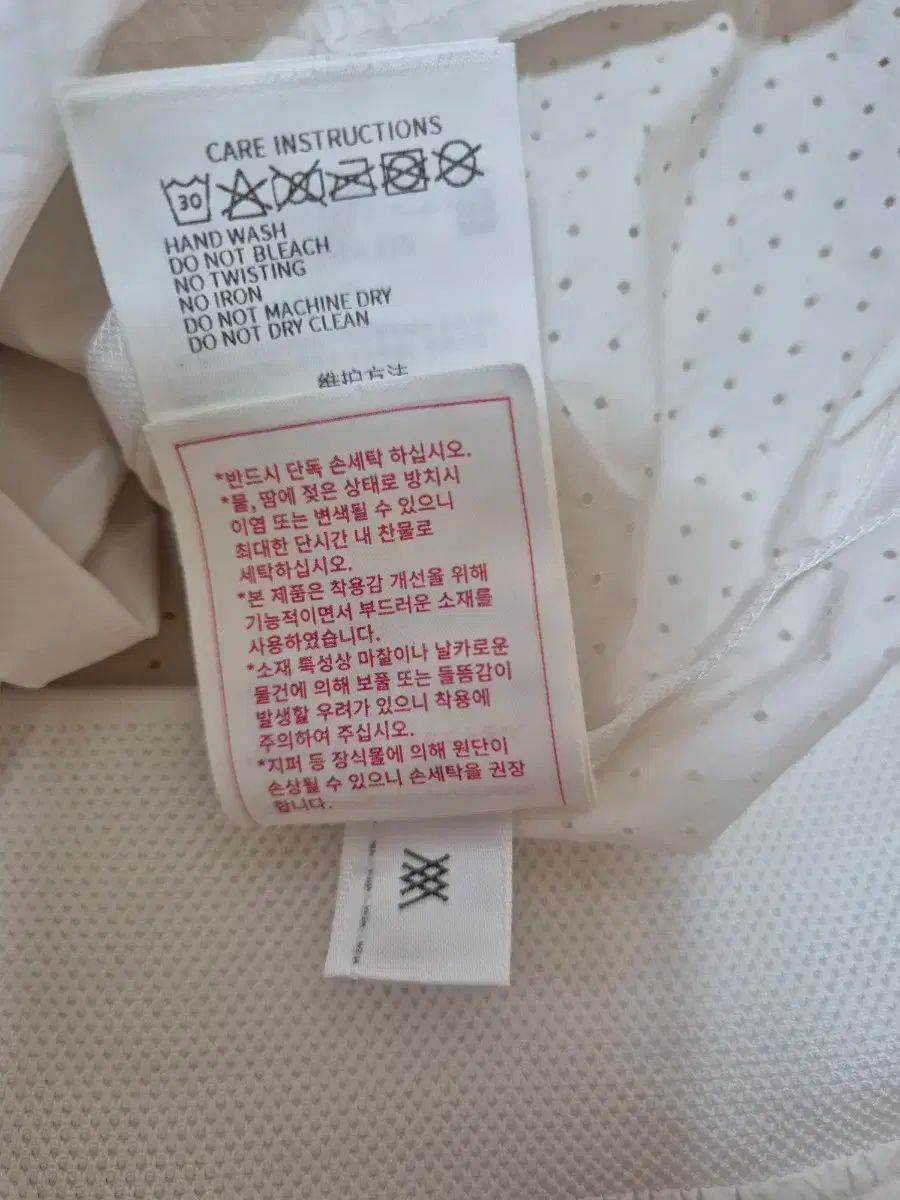 CARE INSTRUCTIONS
30
HAND WASH
DO NOT BLEACH
NO TWISTING
NO IRON
DO NOT MACHINE DRY
DO NOT DRY CLEAN
维护方法
*반드시 단독 손세탁 하십시오.
*물,땀에 젖은 상태로 방치시
이염 또는 변색될 수 있으니
최대한 단시간 내 찬물로
세탁하십시오.
*본 제품은 착용감 개선을 위해
기능적이면서 부드러운 소재를
사용하였습니다.
*소재 특성상 마찰이나 날카로운
물건에 의해 보풀 또는 들뜸감이
발생할 우려가 있으니 착용에
주의하여 주십시오.
*지퍼 등 장식물에 의해 원단이
손상될 수 있으니 손세탁을 권장
합니다.